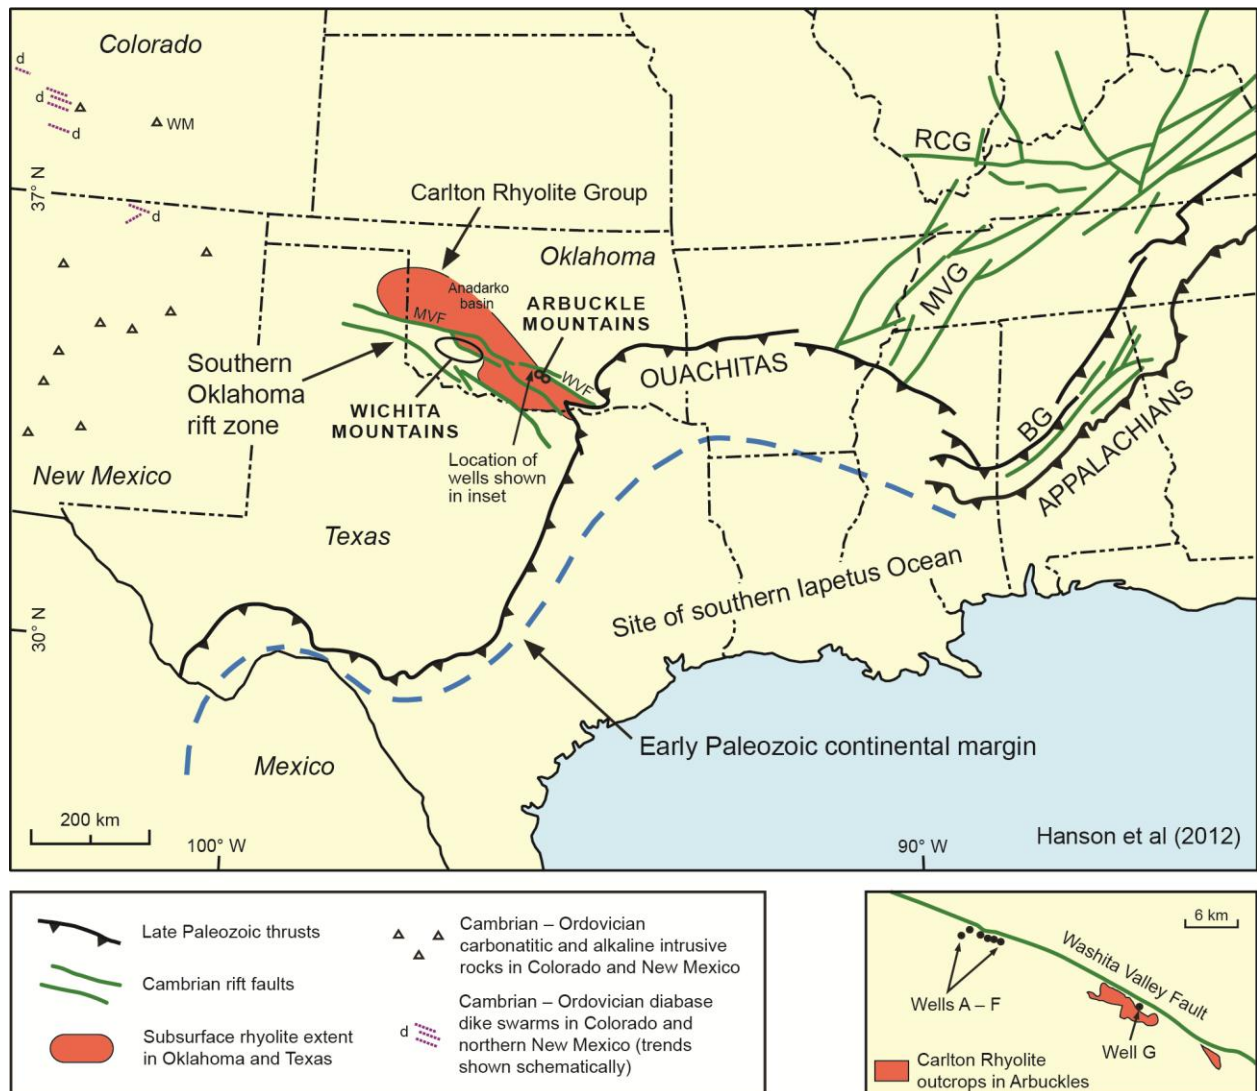 Colorado
d
d
d
WM
37° N
d
Carlton Rhyolite Group
Oklahoma
Anadarko
basin
ARBUCKLE
MOUNTAINS
MVF
WVF
Southern
Oklahoma
rift zone
WICHITA
MOUNTAINS
Location of
wells shown
in inset
OUACHITAS
RCG
MVG
BG
APPALACHIANS
New Mexico
Texas
Site of southern Iapetus Ocean
30° N
Early Paleozoic continental margin
Mexico
200 km
100° W
90° W
Hanson et al (2012)
Late Paleozoic thrusts
Cambrian rift faults
Subsurface rhyolite extent
in Oklahoma and Texas
Cambrian – Ordovician
carbonatitic and alkaline intrusive
rocks in Colorado and New Mexico
d
Cambrian – Ordovician diabase
dike swarms in Colorado and
northern New Mexico (trends
shown schematically)
6 km
Washita Valley Fault
Wells A – F
Well G
Carlton Rhyolite
outcrops in Arbuckles